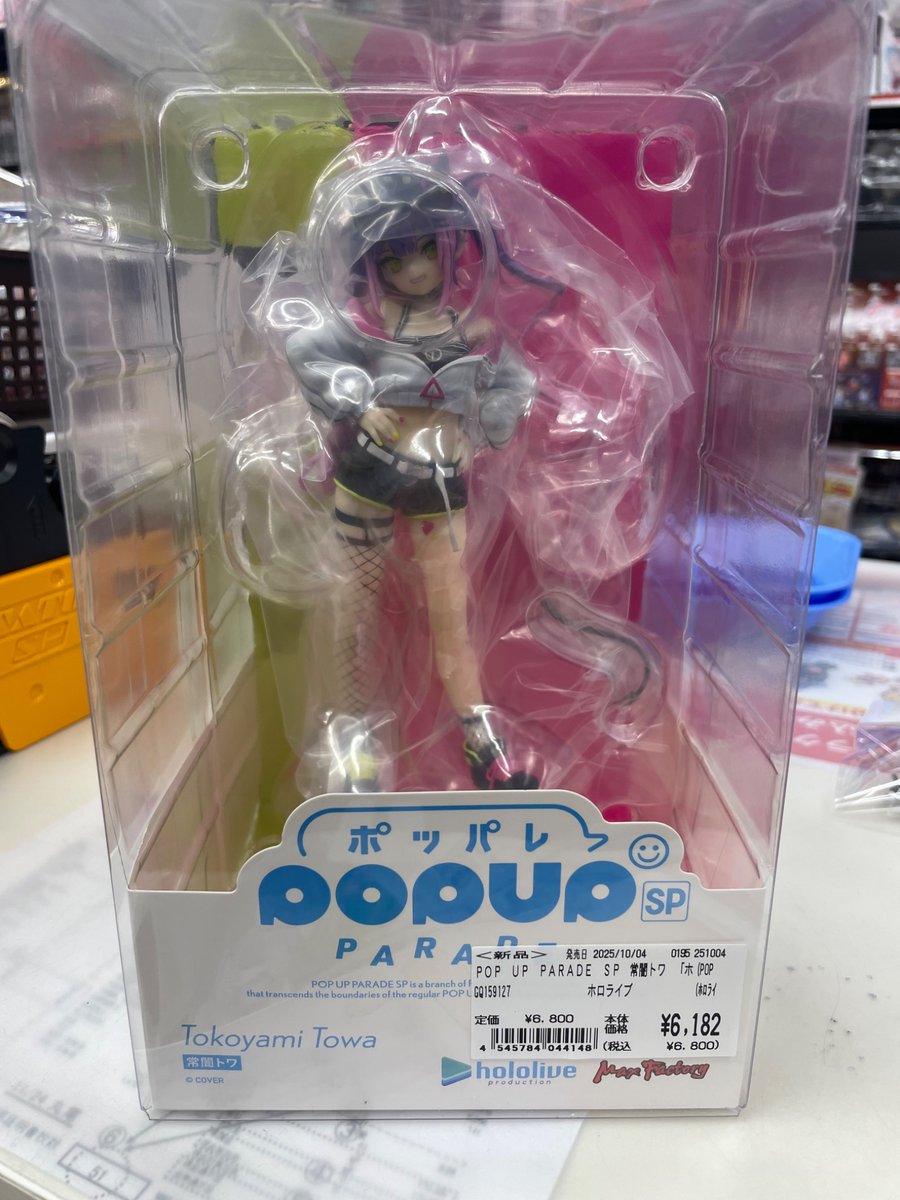 ポッパレ
POPUP SP
PARADE
POP UP PARADE SP is a branch of
that transcends the boundaries of the regular POP U
<新品> 発売日 2025/10/04 0195 251004
POP UP PARADE SP 常闇トワ 「ホ (POP
GQ159127 ホロライブ (ホロライ
定価 ¥6,800 本体価格 ¥6,182
4 545784 044148 (税込 ¥6,800)
Tokoyami Towa
常闇トワ
© COVER
hololive
production
Max Factory
51